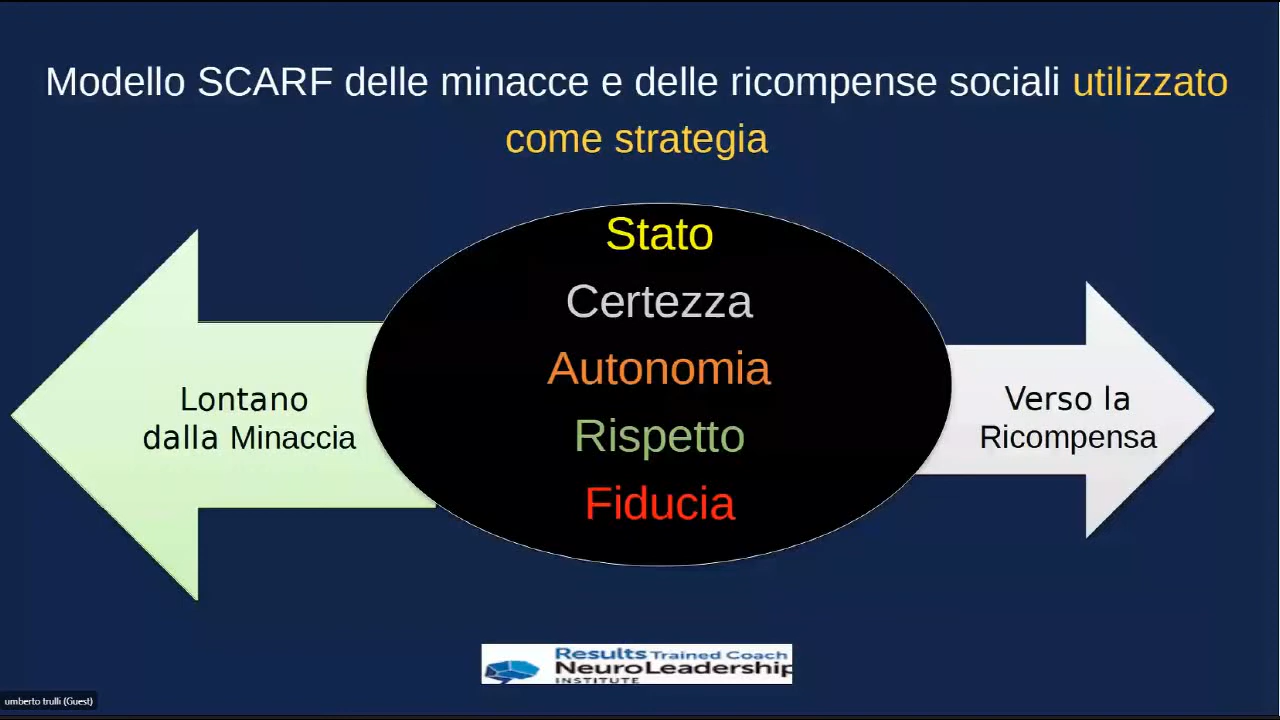 Modello SCARF delle minacce e delle ricompense sociali utilizzato
come strategia
Stato
Certezza
Autonomia
Rispetto
Fiducia
Lontano
dalla Minaccia
Verso la
Ricompensa
Results Trained Coach
NeuroLeadership
INSTITUTE
umberto trulli (Guest)